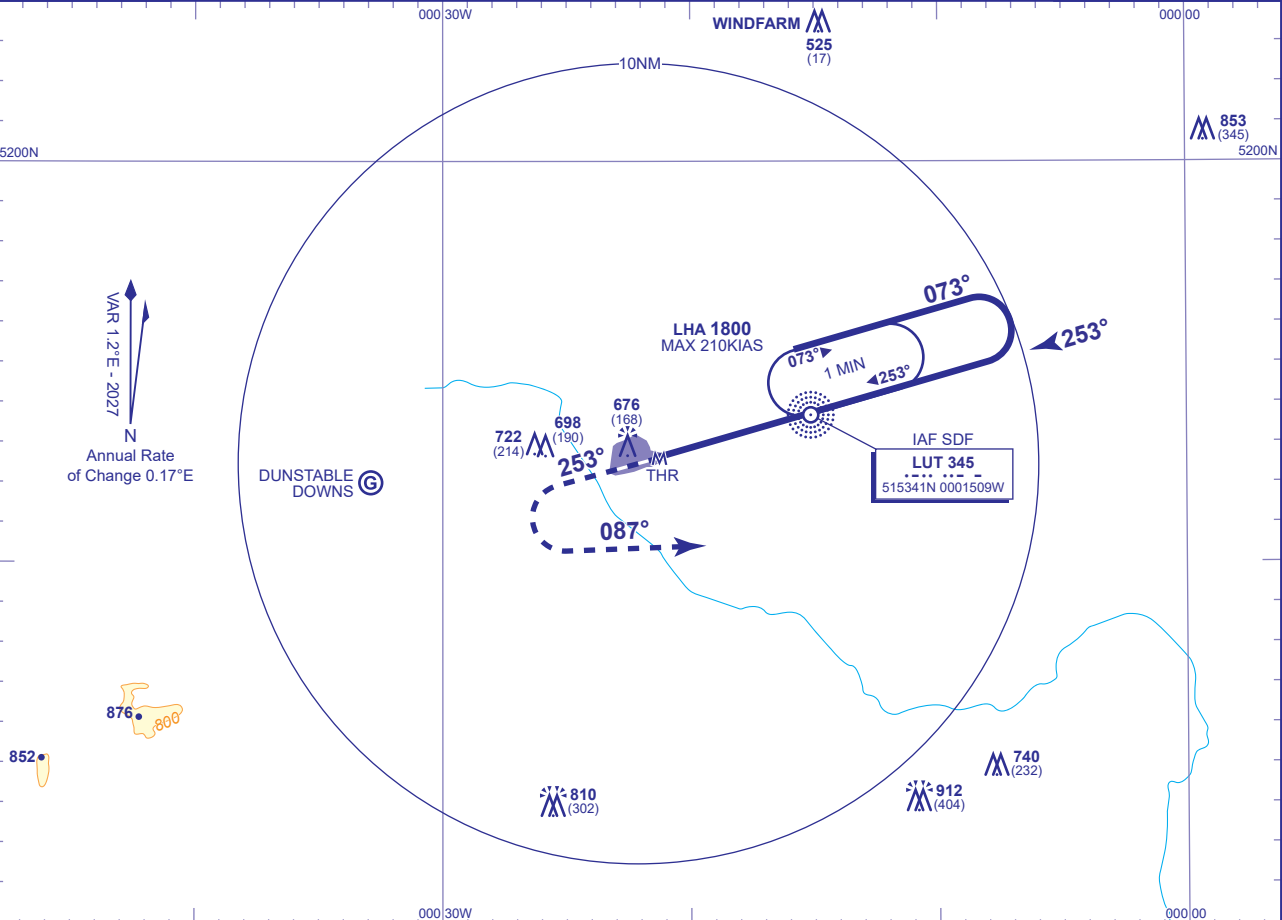 000 30W
000 00
WINDFARM
525
(17)
10NM
853
(345)
5200N
5200N
073°
253°
LHA 1800
MAX 210KIAS
073°
1 MIN
253°
VAR 1.2°E - 2027
N
Annual Rate
of Change 0.17°E
676
(168)
698
(190)
722
(214)
253°
M
THR
IAF SDF
LUT 345
515341N 0001509W
DUNSTABLE
DOWNS
G
087°
876
800
852
810
(302)
912
(404)
740
(232)
000 30W
000 00